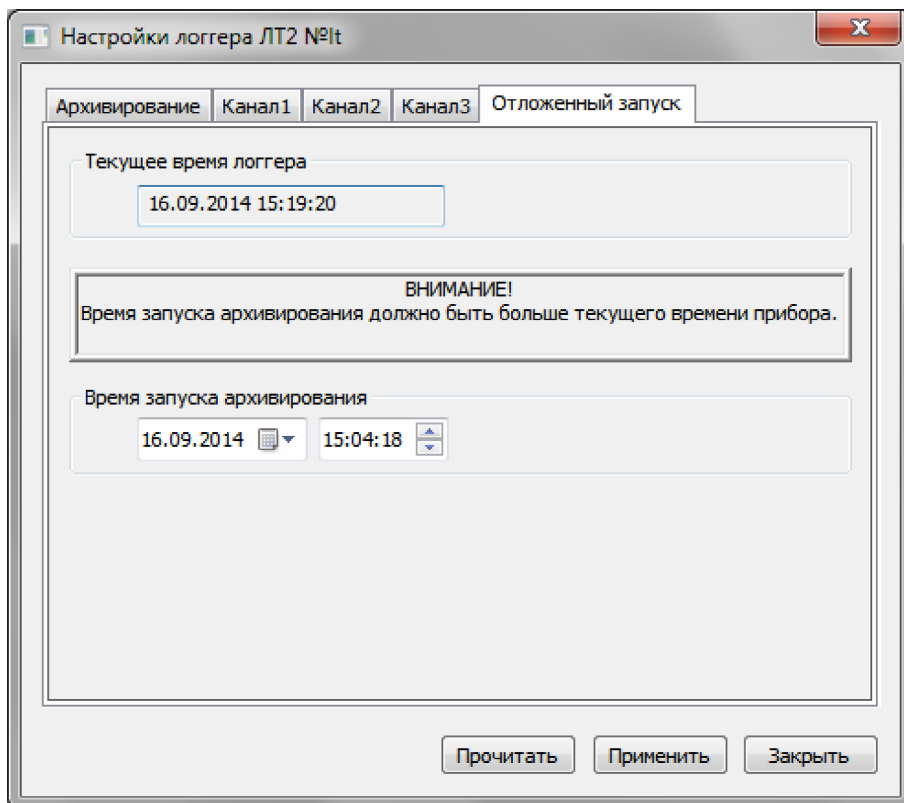 Настройки логгера ЛТ2 №lt
Архивирование Канал1 Канал2 Канал3 Отложенный запуск
Текущее время логгера
16.09.2014 15:19:20
ВНИМАНИЕ!
Время запуска архивирования должно быть больше текущего времени прибора.
Время запуска архивирования
16.09.2014 15:04:18
Прочитать Применить Закрыть